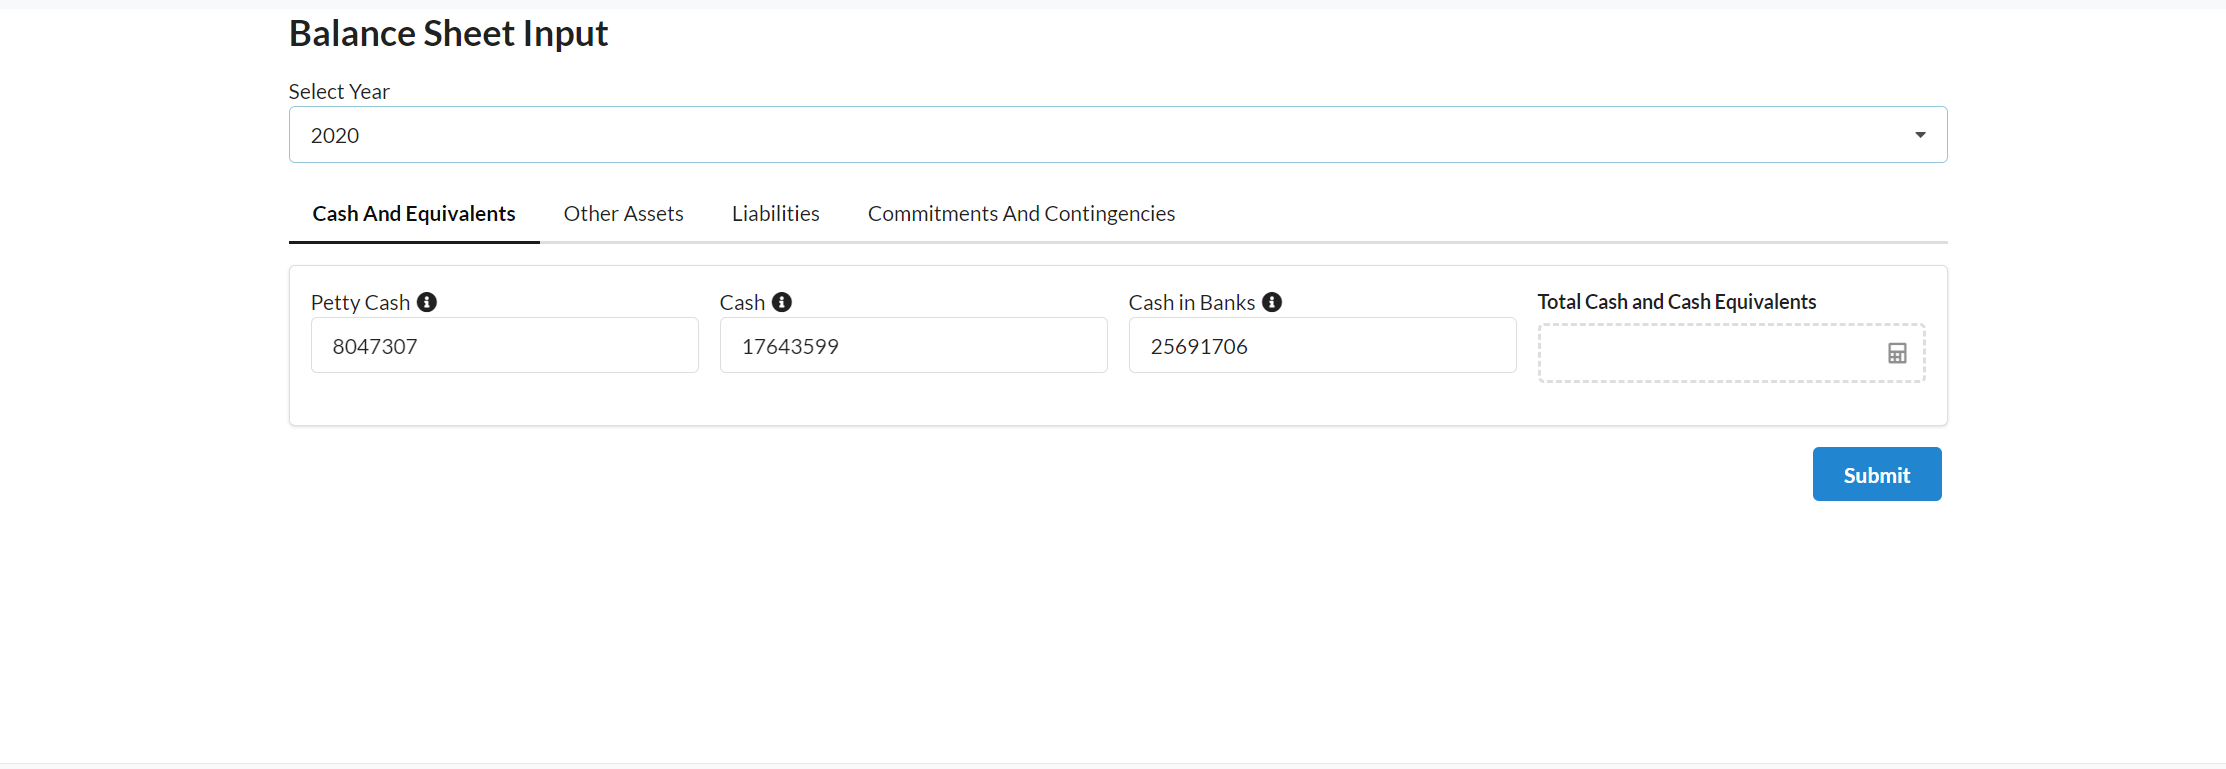 Balance Sheet Input
Select Year
2020
Cash And Equivalents Other Assets Liabilities Commitments And Contingencies
Petty Cash Cash Cash in Banks Total Cash and Cash Equivalents
8047307 17643599 25691706
Submit